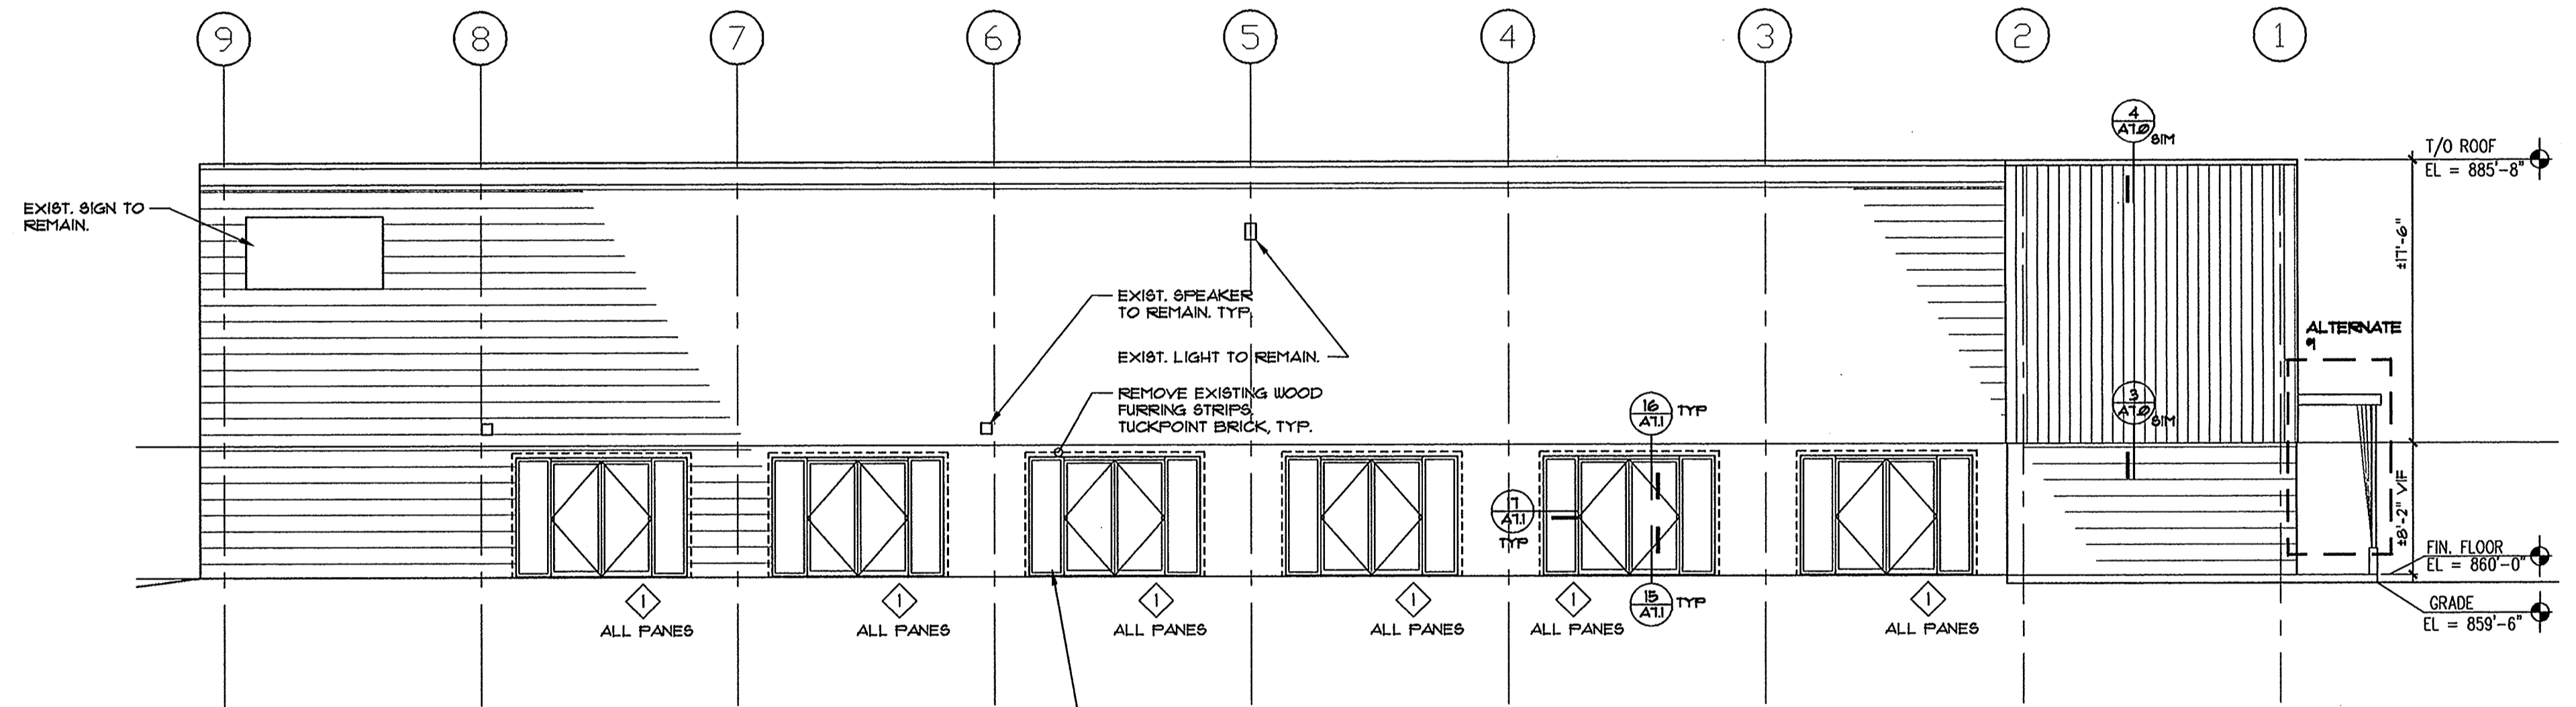 9 8 7 6 5 4 3 2 1
4
A7.0 SIM
T/O ROOF
EL = 885'-8"
EXIST. SIGN TO
REMAIN.
±17'-6"
EXIST. SPEAKER
TO REMAIN. TYP.
ALTERNATE
9
EXIST. LIGHT TO REMAIN.
REMOVE EXISTING WOOD
FURRING STRIPS.
TUCKPOINT BRICK, TYP.
16
A7.1 TYP
3
A7.0 SIM
7
A7.1
TYP
±8'-2" VIF
FIN. FLOOR
EL = 860'-0"
15
A7.1 TYP
GRADE
EL = 859'-6"
1 1 1 1 1 1
ALL PANES ALL PANES ALL PANES ALL PANES ALL PANES ALL PANES